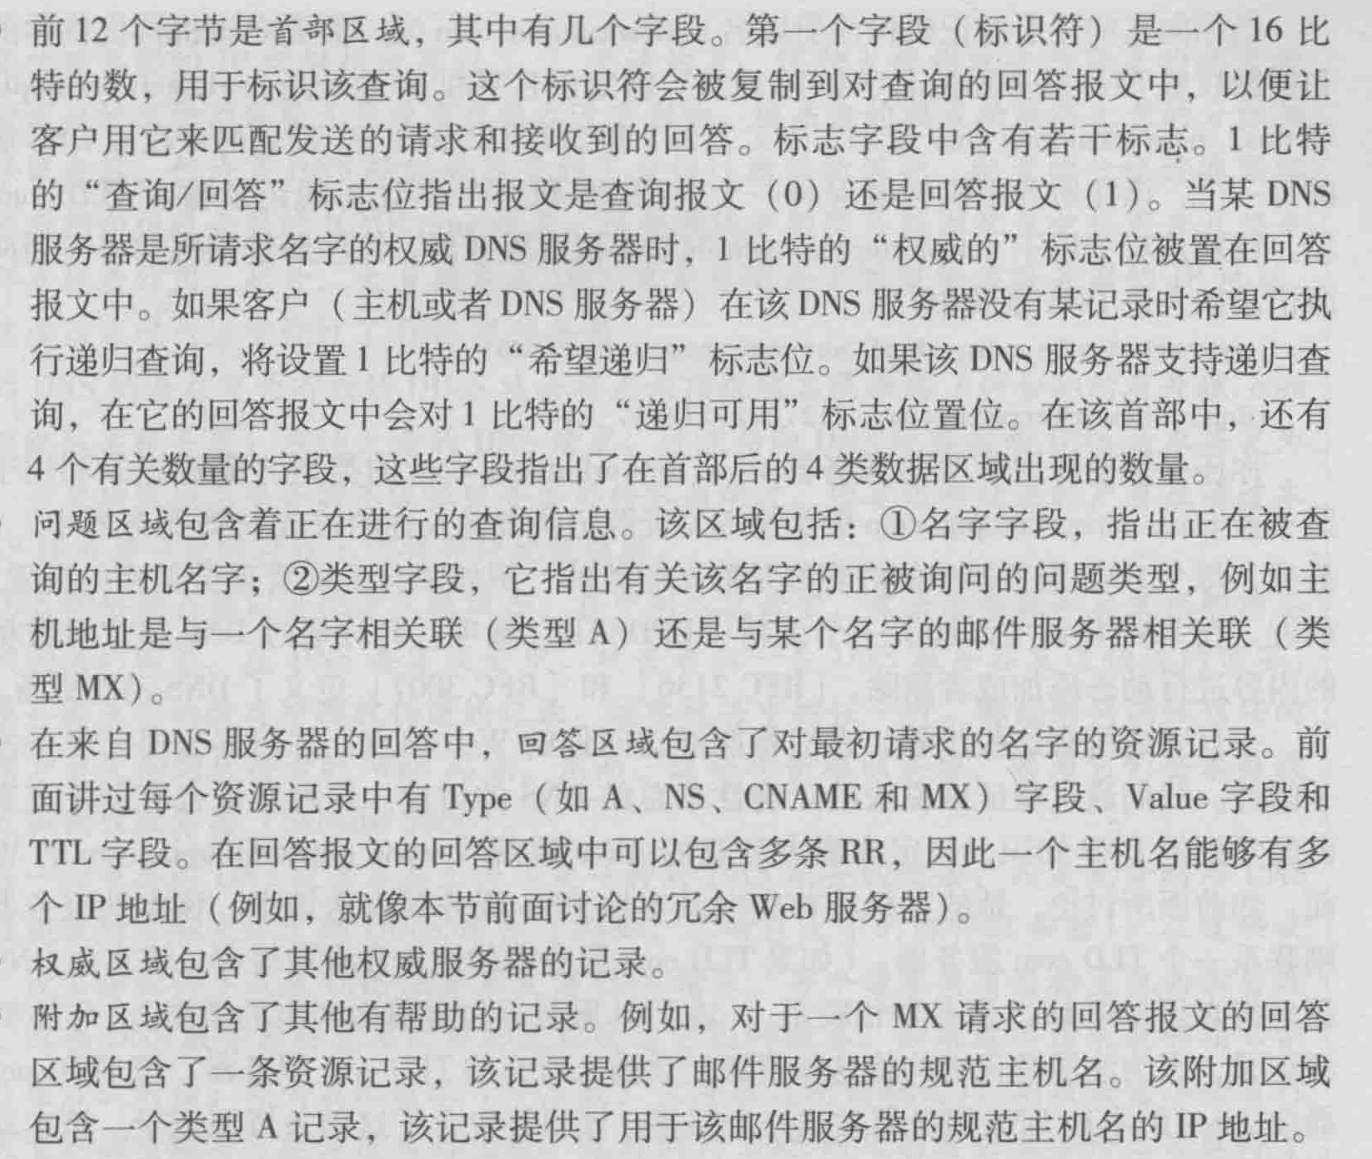 前 12 个字节是首部区域，其中有几个字段。第一个字段（标识符）是一个 16 比
特的数，用于标识该查询。这个标识符会被复制到对查询的回答报文中，以便让
客户用它来匹配发送的请求和接收到的回答。标志字段中含有若干标志。1 比特
的“查询/回答”标志位指出报文是查询报文（0）还是回答报文（1）。当某 DNS
服务器是所请求名字的权威 DNS 服务器时，1 比特的“权威的”标志位被置在回答
报文中。如果客户（主机或者 DNS 服务器）在该 DNS 服务器没有某记录时希望它执
行递归查询，将设置 1 比特的“希望递归”标志位。如果该 DNS 服务器支持递归查
询，在它的回答报文中会对 1 比特的“递归可用”标志位置位。在该首部中，还有
4 个有关数量的字段，这些字段指出了在首部后的 4 类数据区域出现的数量。
问题区域包含着正在进行的查询信息。该区域包括：①名字字段，指出正在被查
询的主机名字；②类型字段，它指出有关该名字的正被询问的问题类型，例如主
机地址是与一个名字相关联（类型 A）还是与某个名字的邮件服务器相关联（类
型 MX）。
在来自 DNS 服务器的回答中，回答区域包含了对最初请求的名字的资源记录。前
面讲过每个资源记录中有 Type（如 A、NS、CNAME 和 MX）字段、Value 字段和
TTL 字段。在回答报文的回答区域中可以包含多条 RR，因此一个主机名能够有多
个 IP 地址（例如，就像本节前面讨论的冗余 Web 服务器）。
权威区域包含了其他权威服务器的记录。
附加区域包含了其他有帮助的记录。例如，对于一个 MX 请求的回答报文的回答
区域包含了一条资源记录，该记录提供了邮件服务器的规范主机名。该附加区域
包含一个类型 A 记录，该记录提供了用于该邮件服务器的规范主机名的 IP 地址。